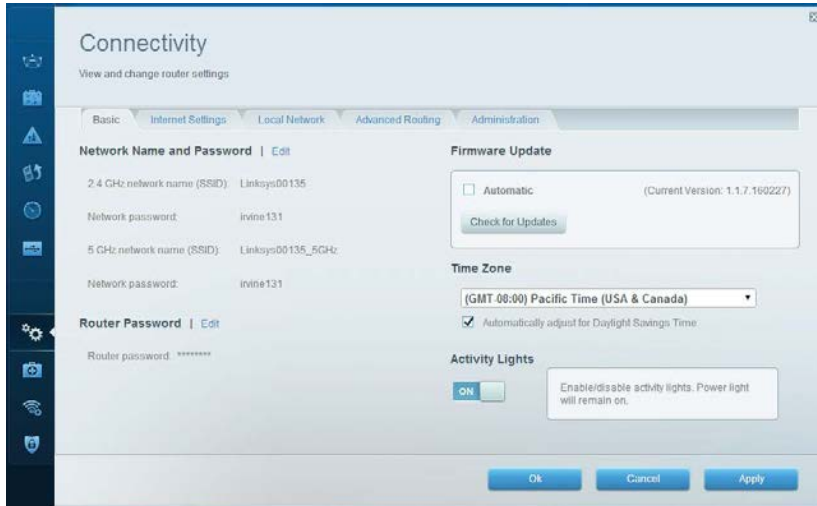 Connectivity
View and change router settings
Basic Internet Settings Local Network Advanced Routing Administration
Network Name and Password | Edit
2.4 GHz network name (SSID): Linksys00135
Network password: irvine131
5 GHz network name (SSID): Linksys00135_5GHz
Network password: irvine131
Router Password | Edit
Router password: ********
Firmware Update
Automatic (Current Version: 1.1.7.160227)
Check for Updates
Time Zone
(GMT-08:00) Pacific Time (USA & Canada)
Automatically adjust for Daylight Savings Time
Activity Lights
ON
Enable/disable activity lights. Power light
will remain on.
Ok Cancel Apply